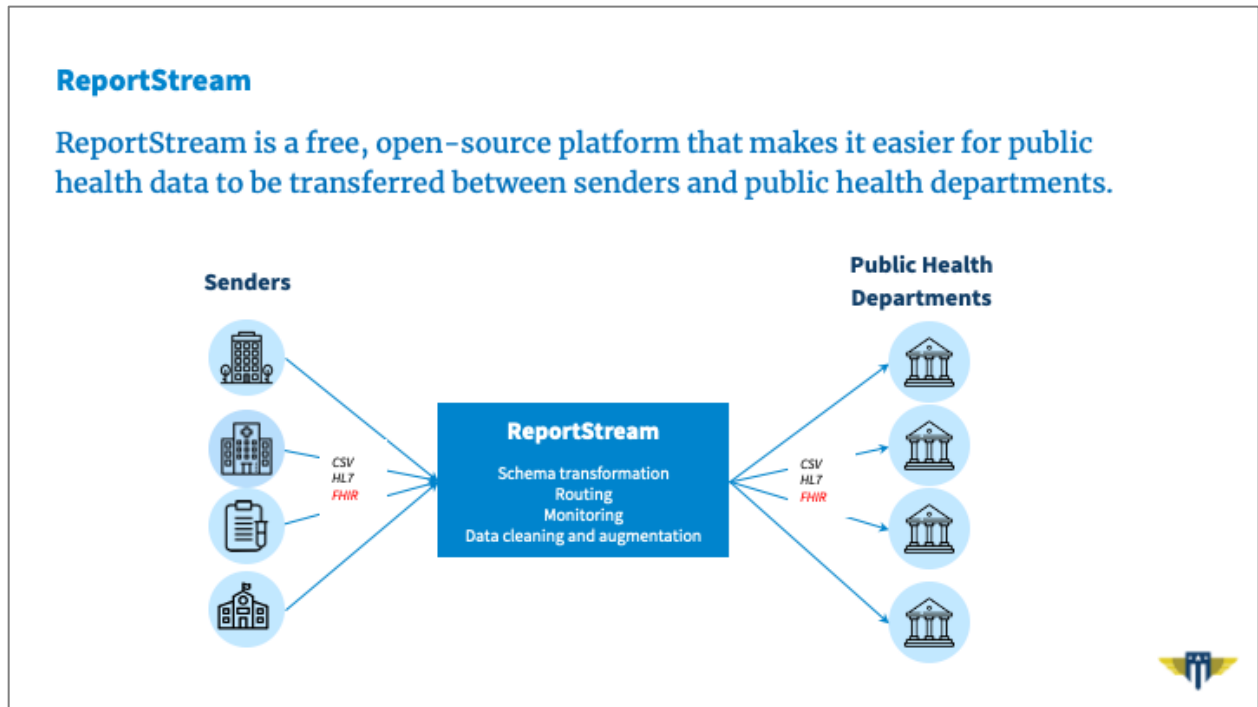 ReportStream
ReportStream is a free, open-source platform that makes it easier for public
health data to be transferred between senders and public health departments.
Senders
Public Health
Departments
CSV
HL7
FHIR
ReportStream
Schema transformation
Routing
Monitoring
Data cleaning and augmentation
CSV
HL7
FHIR